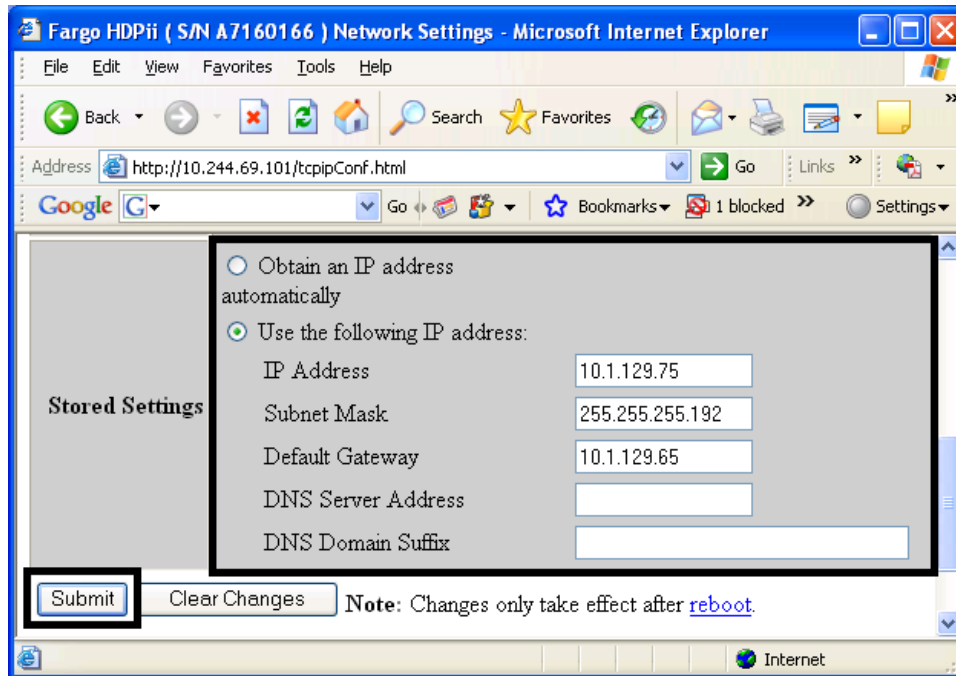 Fargo HDPii ( S/N A7160166 ) Network Settings - Microsoft Internet Explorer
File Edit View Favorites Tools Help
Back Search Favorites
Address http://10.244.69.101/tcpipConf.html Go Links »
Google G Go Bookmarks 1 blocked » Settings
Obtain an IP address
automatically
Use the following IP address:
IP Address 10.1.129.75
Stored Settings
Subnet Mask 255.255.255.192
Default Gateway 10.1.129.65
DNS Server Address
DNS Domain Suffix
Submit Clear Changes Note: Changes only take effect after reboot.
Internet